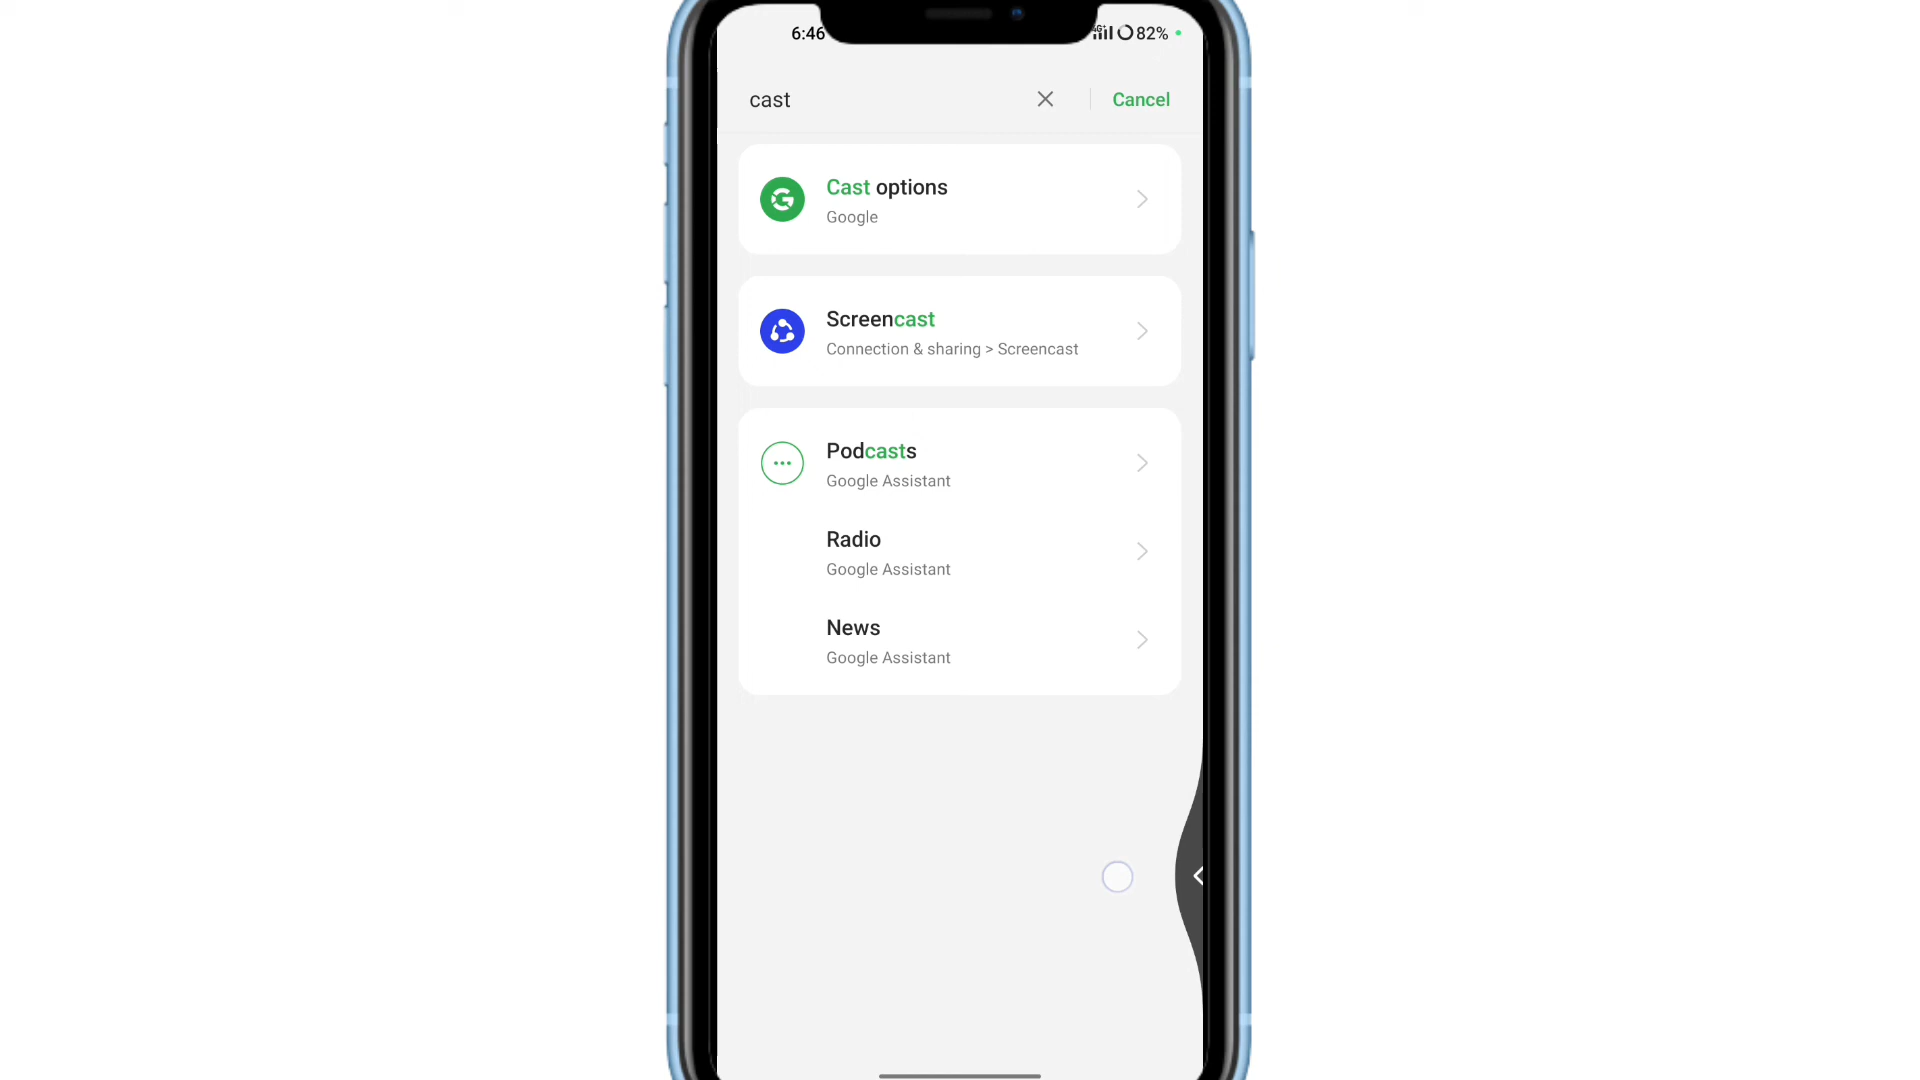 6:46
4G+ 82%
cast
Cancel
Cast options
Google
Screencast
Connection & sharing > Screencast
Podcasts
Google Assistant
Radio
Google Assistant
News
Google Assistant